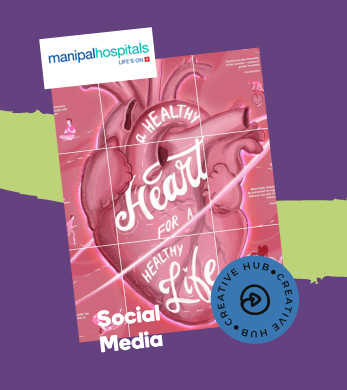 manipalhospitals
LIFE'S ON
a HEALTHY
Heart
FOR A
HEALTHY
Life
Social
Media
CREATIVE HUB•CREATIVE HUB•